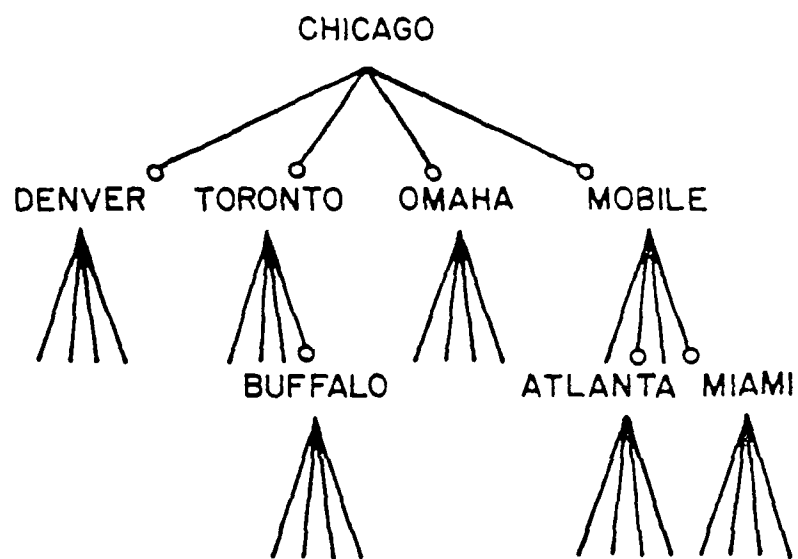 CHICAGO
DENVER TORONTO OMAHA MOBILE
BUFFALO ATLANTA MIAMI